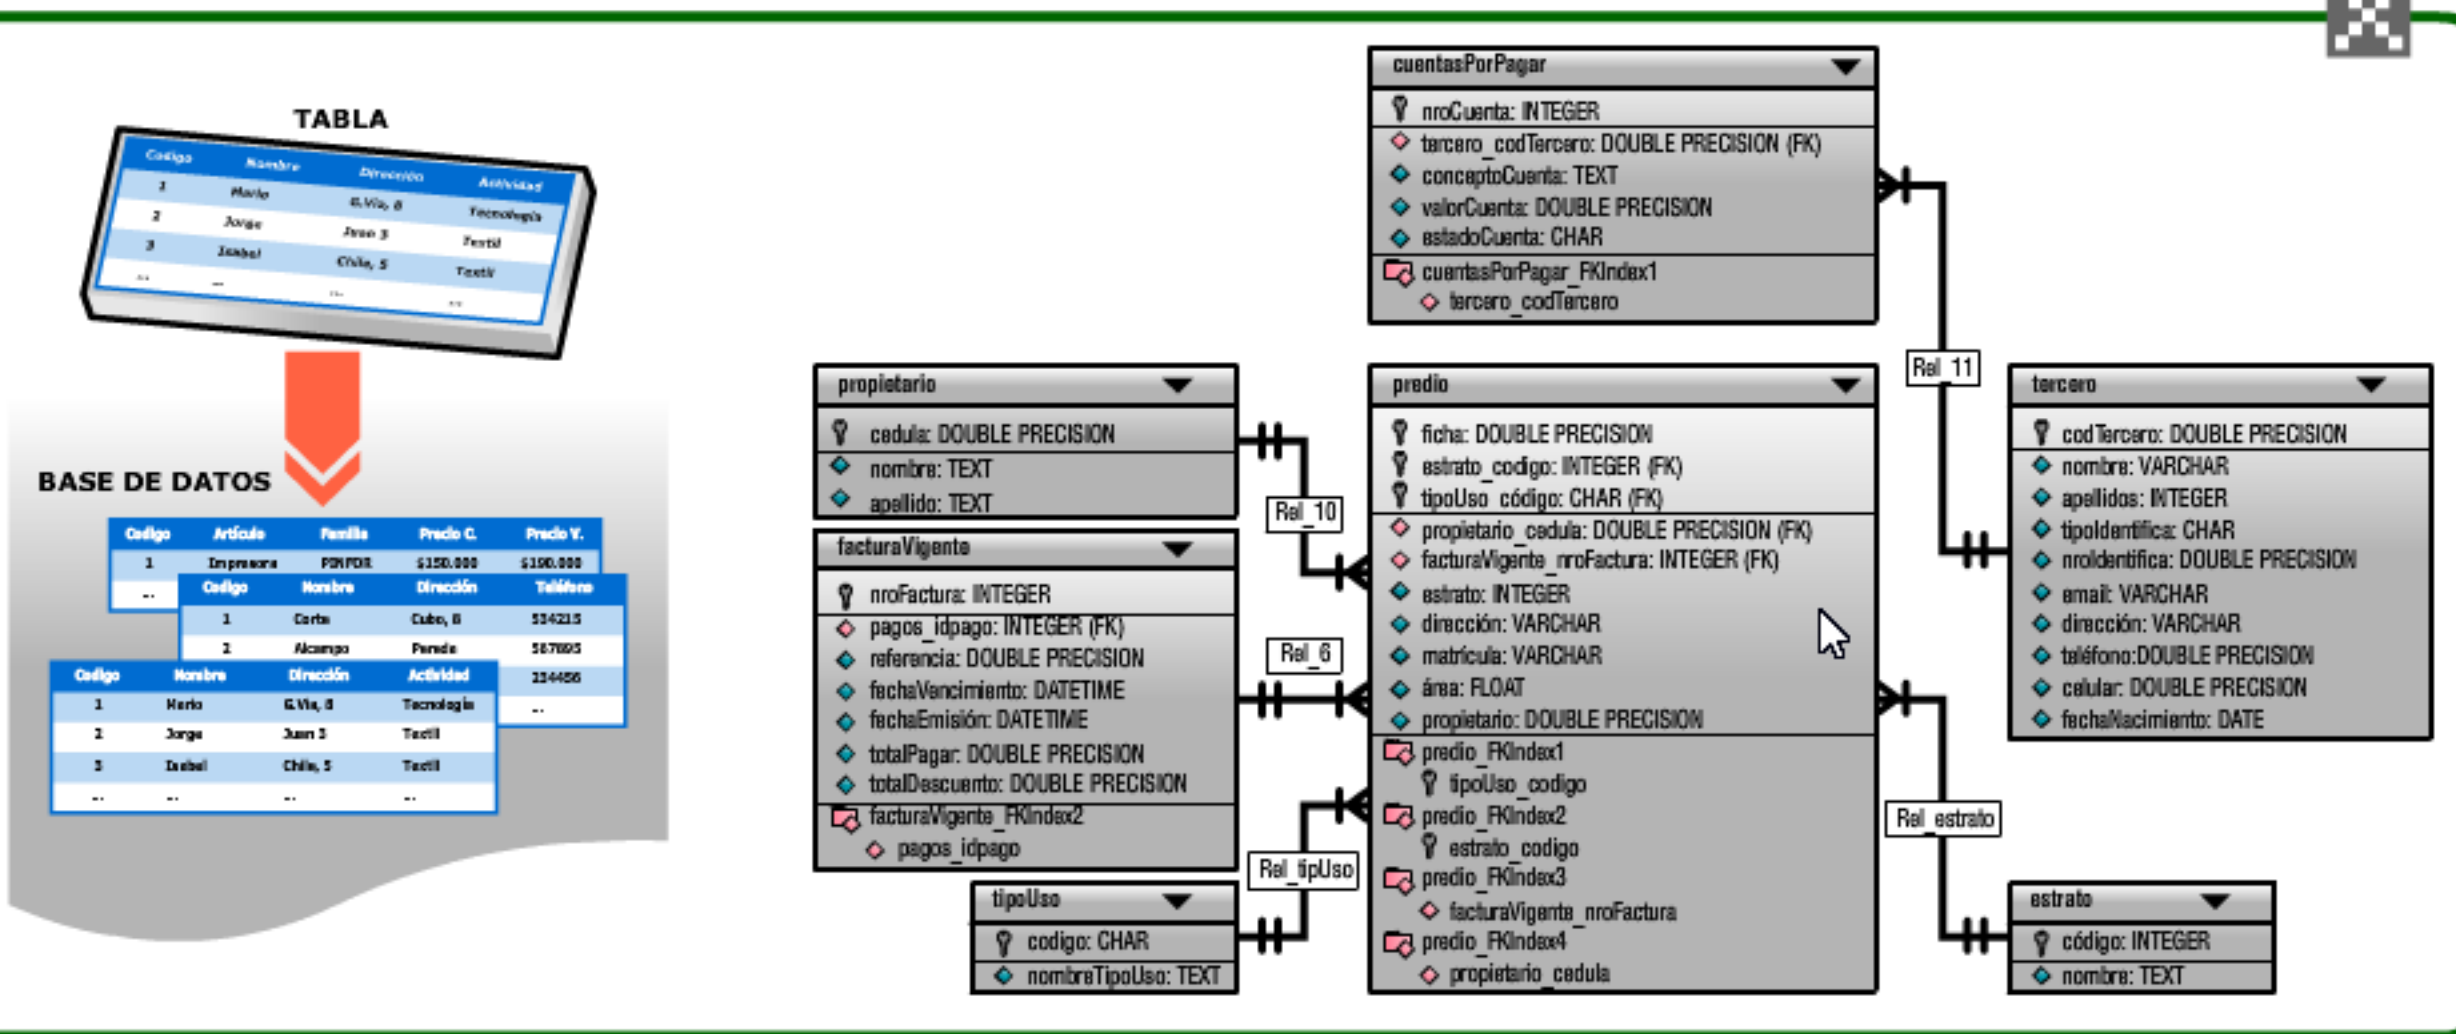 TABLA
Codigo Nombre Dirección Actividad
1 Mario G.Vía, 8 Tecnología
2 Jorge Juan 3 Textil
3 Isabel Chile, 5 Textil
... ... ... ...
BASE DE DATOS
Codigo Artículo Familia Precio C. Precio V.
1 Impresora $150.000 $190.000
...
Codigo Nombre Dirección Teléfono
1 Corte Cubo, 8 534215
2 Alcampo 567895
234456
...
Codigo Nombre Dirección Actividad
1 Mario G.Vía, 8 Tecnología
2 Jorge Juan 3 Textil
3 Isabel Chile, 5 Textil
... ... ... ...
cuentasPorPagar
nroCuenta: INTEGER
tercero_codTercero: DOUBLE PRECISION (FK)
conceptoCuenta: TEXT
valorCuenta: DOUBLE PRECISION
estadoCuenta: CHAR
cuentasPorPagar_FKIndex1
tercero_codTercero
propietario
cedula: DOUBLE PRECISION
nombre: TEXT
apellido: TEXT
facturaVigente
nroFactura: INTEGER
pagos_idpago: INTEGER (FK)
referencia: DOUBLE PRECISION
fechaVencimiento: DATETIME
fechaEmisión: DATETIME
totalPagar: DOUBLE PRECISION
totalDescuento: DOUBLE PRECISION
facturaVigente_FKIndex2
pagos_idpago
tipoUso
codigo: CHAR
nombreTipoUso: TEXT
Rel_10
Rel_6
Rel_tipUso
predio
ficha: DOUBLE PRECISION
estrato_codigo: INTEGER (FK)
tipoUso_código: CHAR (FK)
propietario_cedula: DOUBLE PRECISION (FK)
facturaVigente_nroFactura: INTEGER (FK)
estrato: INTEGER
dirección: VARCHAR
matrícula: VARCHAR
área: FLOAT
propietario: DOUBLE PRECISION
predio_FKIndex1
tipoUso_codigo
predio_FKIndex2
estrato_codigo
predio_FKIndex3
facturaVigente_nroFactura
predio_FKIndex4
propietario_cedula
Rel_11
Rel_estrato
tercero
codTercero: DOUBLE PRECISION
nombre: VARCHAR
apellidos: INTEGER
tipoIdentifica: CHAR
nroIdentifica: DOUBLE PRECISION
email: VARCHAR
dirección: VARCHAR
teléfono:DOUBLE PRECISION
celular: DOUBLE PRECISION
fechaNacimiento: DATE
estrato
código: INTEGER
nombre: TEXT